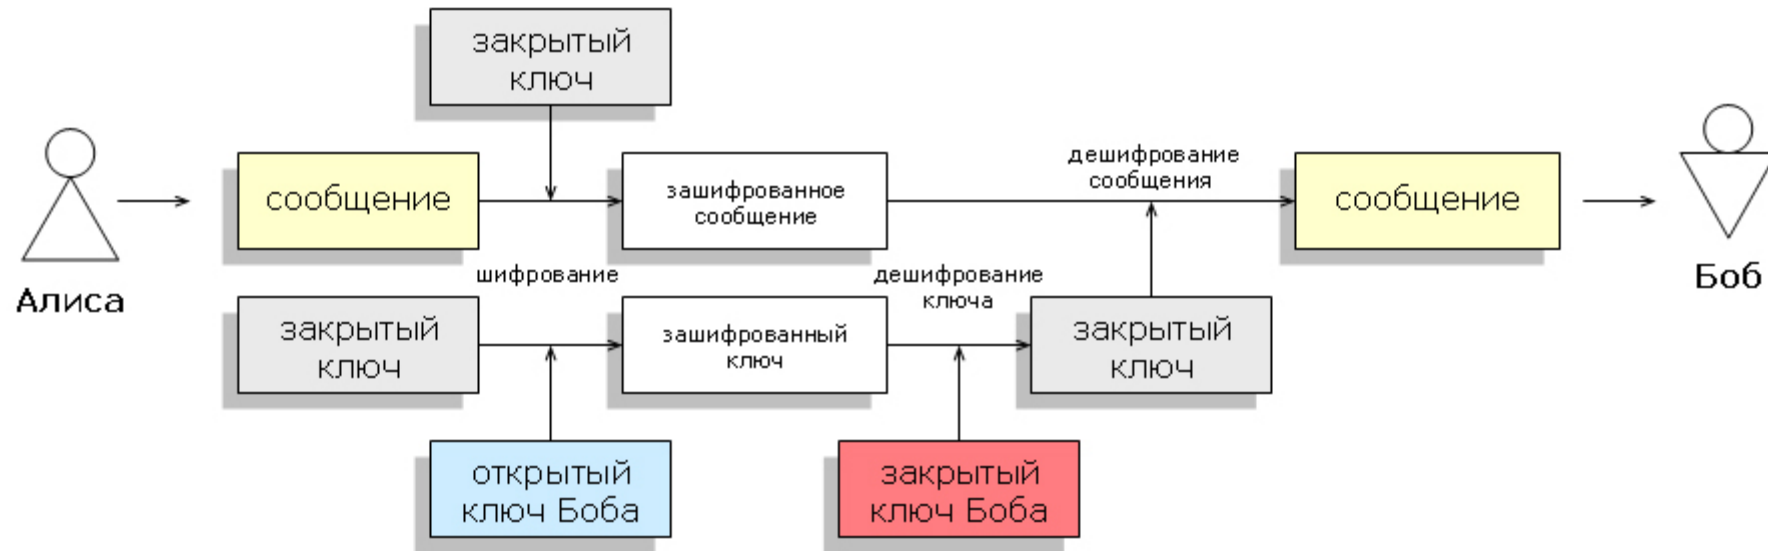 закрытый
ключ
сообщение
зашифрованное
сообщение
дешифрование
сообщения
сообщение
Алиса
шифрование
дешифрование
ключа
Боб
закрытый
ключ
зашифрованный
ключ
закрытый
ключ
открытый
ключ Боба
закрытый
ключ Боба